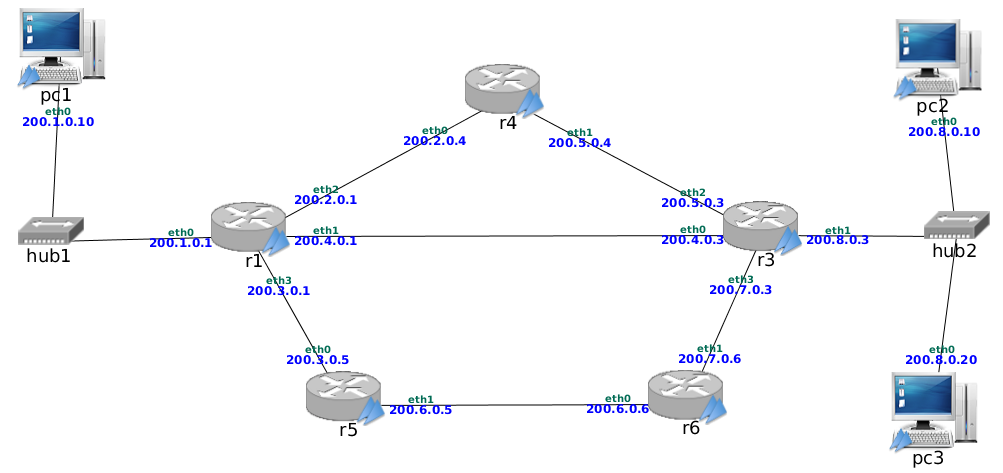 pc1
eth0
200.1.0.10
hub1
eth0
200.1.0.1
r1
eth2
200.2.0.1
eth1
200.4.0.1
eth3
200.3.0.1
eth0
200.2.0.4
r4
eth1
200.5.0.4
eth2
200.5.0.3
eth0
200.4.0.3
r3
eth1
200.8.0.3
eth3
200.7.0.3
pc2
eth0
200.8.0.10
hub2
eth0
200.8.0.20
pc3
eth0
200.3.0.5
r5
eth1
200.6.0.5
eth0
200.6.0.6
eth1
200.7.0.6
r6